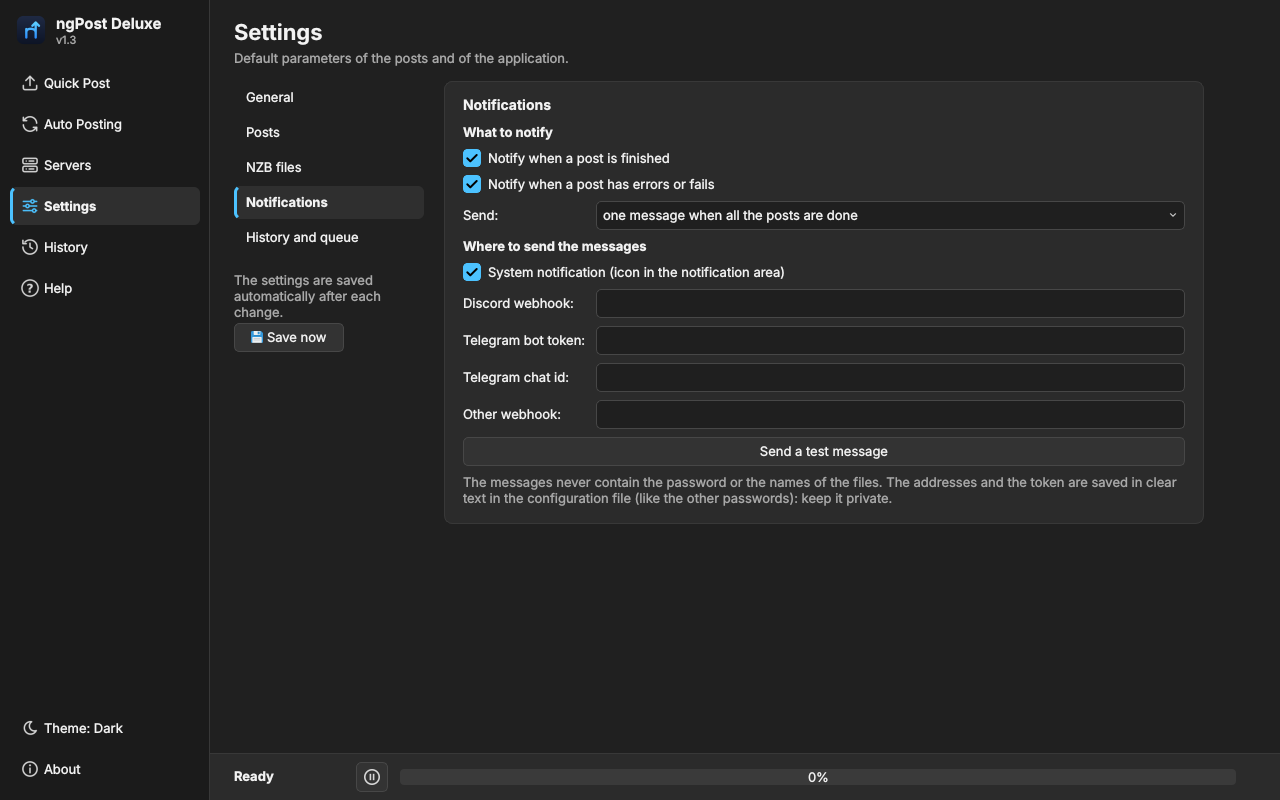 ngPost Deluxe
v1.3
Quick Post
Auto Posting
Servers
Settings
History
Help
Theme: Dark
About
Settings
Default parameters of the posts and of the application.
General
Posts
NZB files
Notifications
History and queue
The settings are saved
automatically after each
change.
Save now
Notifications
What to notify
Notify when a post is finished
Notify when a post has errors or fails
Send: one message when all the posts are done
Where to send the messages
System notification (icon in the notification area)
Discord webhook:
Telegram bot token:
Telegram chat id:
Other webhook:
Send a test message
The messages never contain the password or the names of the files. The addresses and the token are saved in clear
text in the configuration file (like the other passwords): keep it private.
Ready
0%